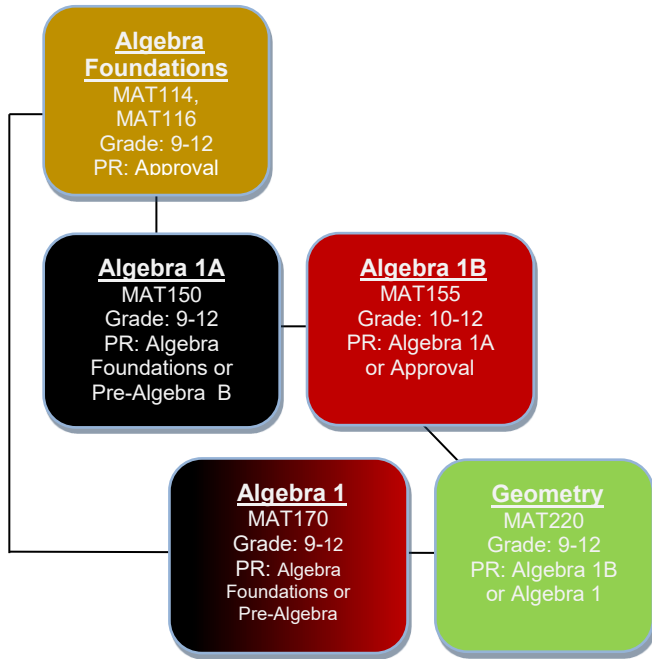 Algebra
Foundations
MAT114,
MAT116
Grade: 9-12
PR: Approval
Algebra 1A
MAT150
Grade: 9-12
PR: Algebra
Foundations or
Pre-Algebra B
Algebra 1B
MAT155
Grade: 10-12
PR: Algebra 1A
or Approval
Algebra 1
MAT170
Grade: 9-12
PR: Algebra
Foundations or
Pre-Algebra
Geometry
MAT220
Grade: 9-12
PR: Algebra 1B
or Algebra 1